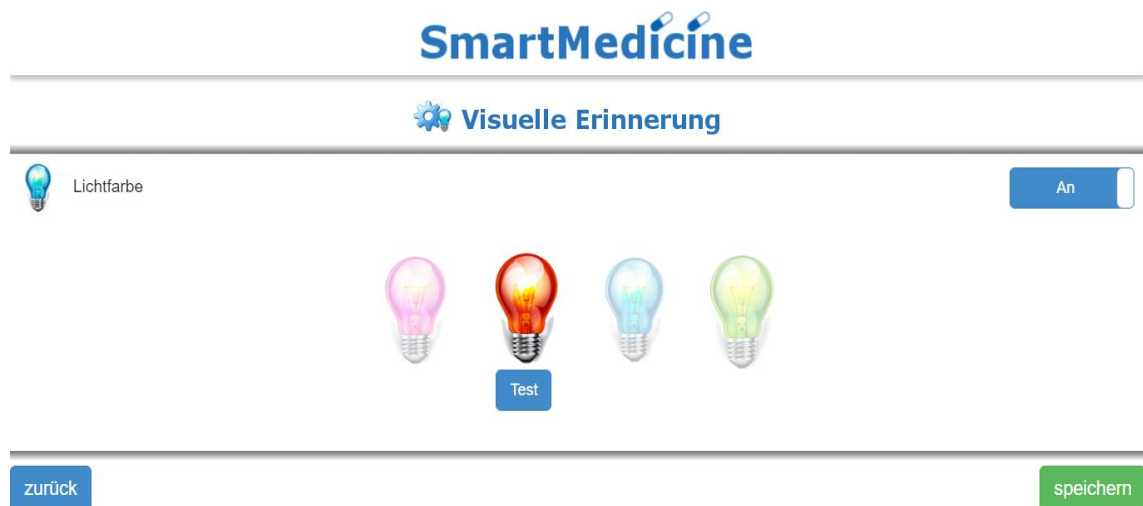 SmartMedicine
Visuelle Erinnerung
Lichtfarbe
An
Test
zurück
speichern